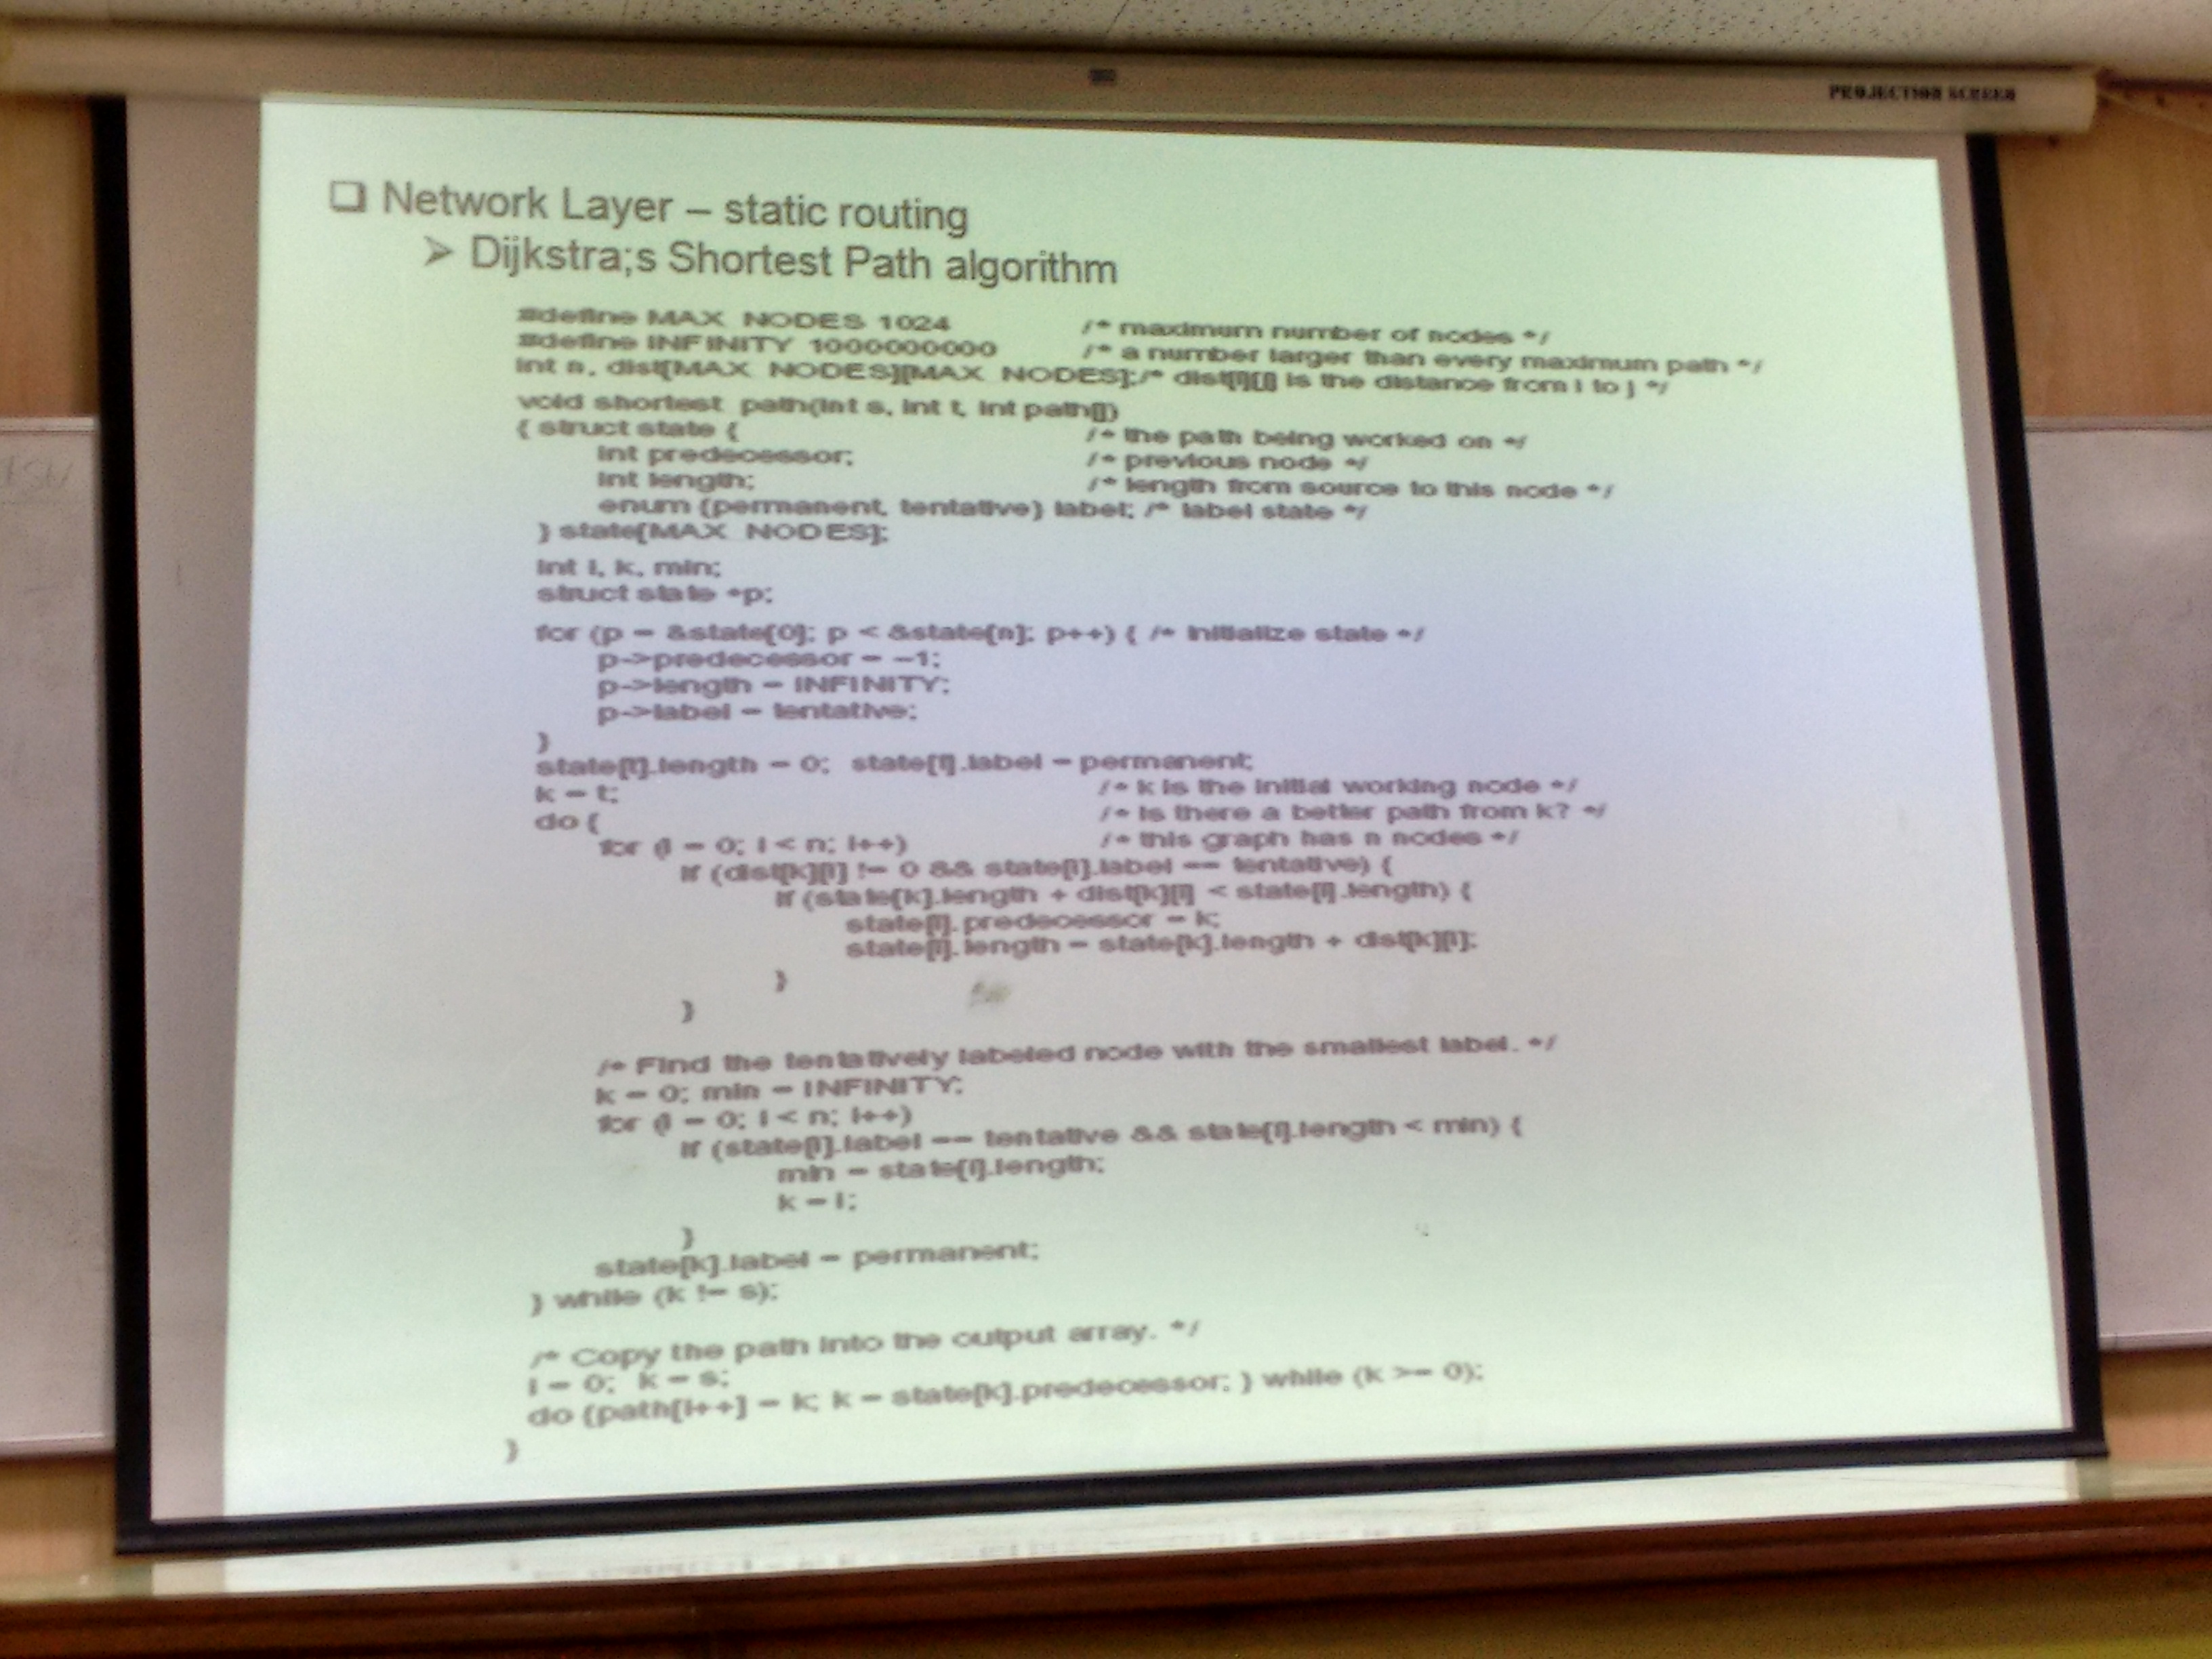 PROJECTION SCREEN
❑ Network Layer – static routing
➢ Dijkstra;s Shortest Path algorithm
#define MAX_NODES 1024 /* maximum number of nodes */
#define INFINITY 1000000000 /* a number larger than every maximum path */
int n, dist[MAX_NODES][MAX_NODES];/* dist[i][j] is the distance from i to j */
void shortest_path(int s, int t, int path[])
{ struct state { /* the path being worked on */
int predecessor; /* previous node */
int length; /* length from source to this node */
enum {permanent, tentative} label; /* label state */
} state[MAX_NODES];
int i, k, min;
struct state *p;
for (p = &state[0]; p < &state[n]; p++) { /* initialize state */
p->predecessor = -1;
p->length = INFINITY;
p->label = tentative;
}
state[t].length = 0; state[t].label = permanent;
k = t; /* k is the initial working node */
do { /* is there a better path from k? */
for (i = 0; i < n; i++) /* this graph has n nodes */
if (dist[k][i] != 0 && state[i].label == tentative) {
if (state[k].length + dist[k][i] < state[i].length) {
state[i].predecessor = k;
state[i].length = state[k].length + dist[k][i];
}
}
/* Find the tentatively labeled node with the smallest label. */
k = 0; min = INFINITY;
for (i = 0; i < n; i++)
if (state[i].label == tentative && state[i].length < min) {
min = state[i].length;
k = i;
}
state[k].label = permanent;
} while (k != s);
/* Copy the path into the output array. */
i = 0; k = s;
do {path[i++] = k; k = state[k].predecessor; } while (k >= 0);
}